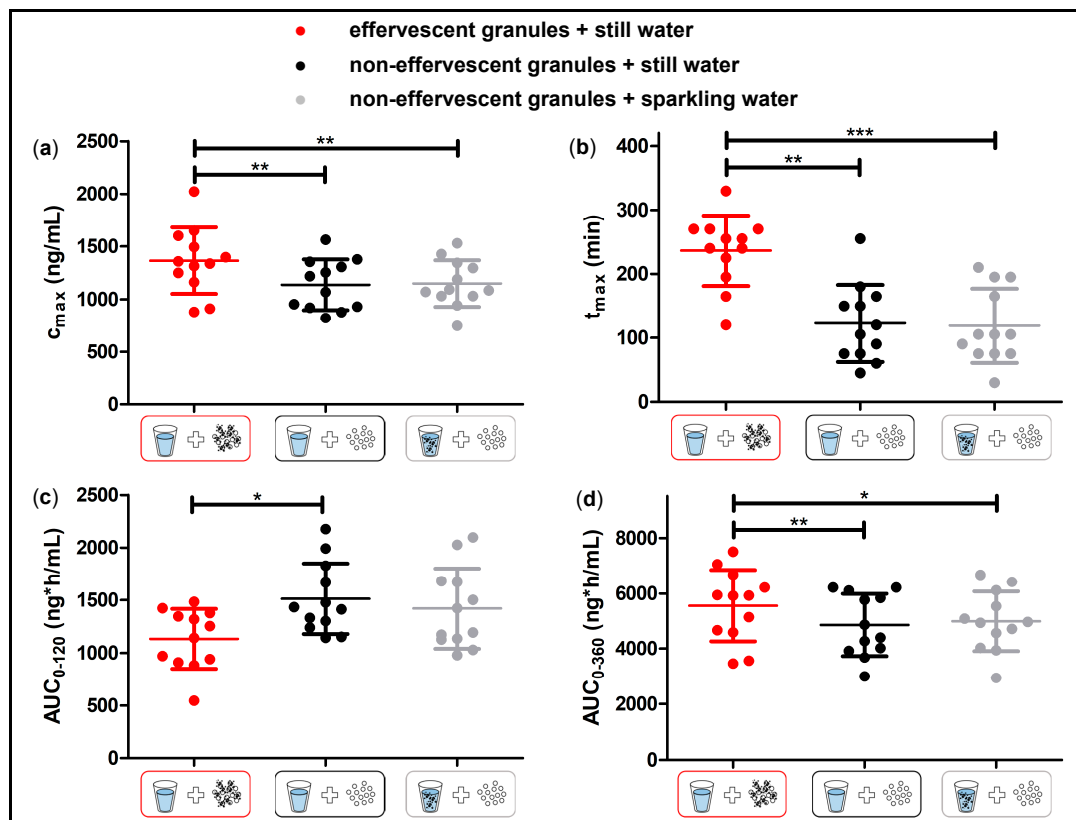 effervescent granules + still water
non-effervescent granules + still water
non-effervescent granules + sparkling water
(a)
cmax (ng/mL)
2500
2000
1500
1000
500
0
**
**
(b)
tmax (min)
400
300
200
100
0
***
**
(c)
AUC0-120 (ng*h/mL)
2500
2000
1500
1000
500
0
*
(d)
AUC0-360 (ng*h/mL)
8000
6000
4000
2000
0
*
**